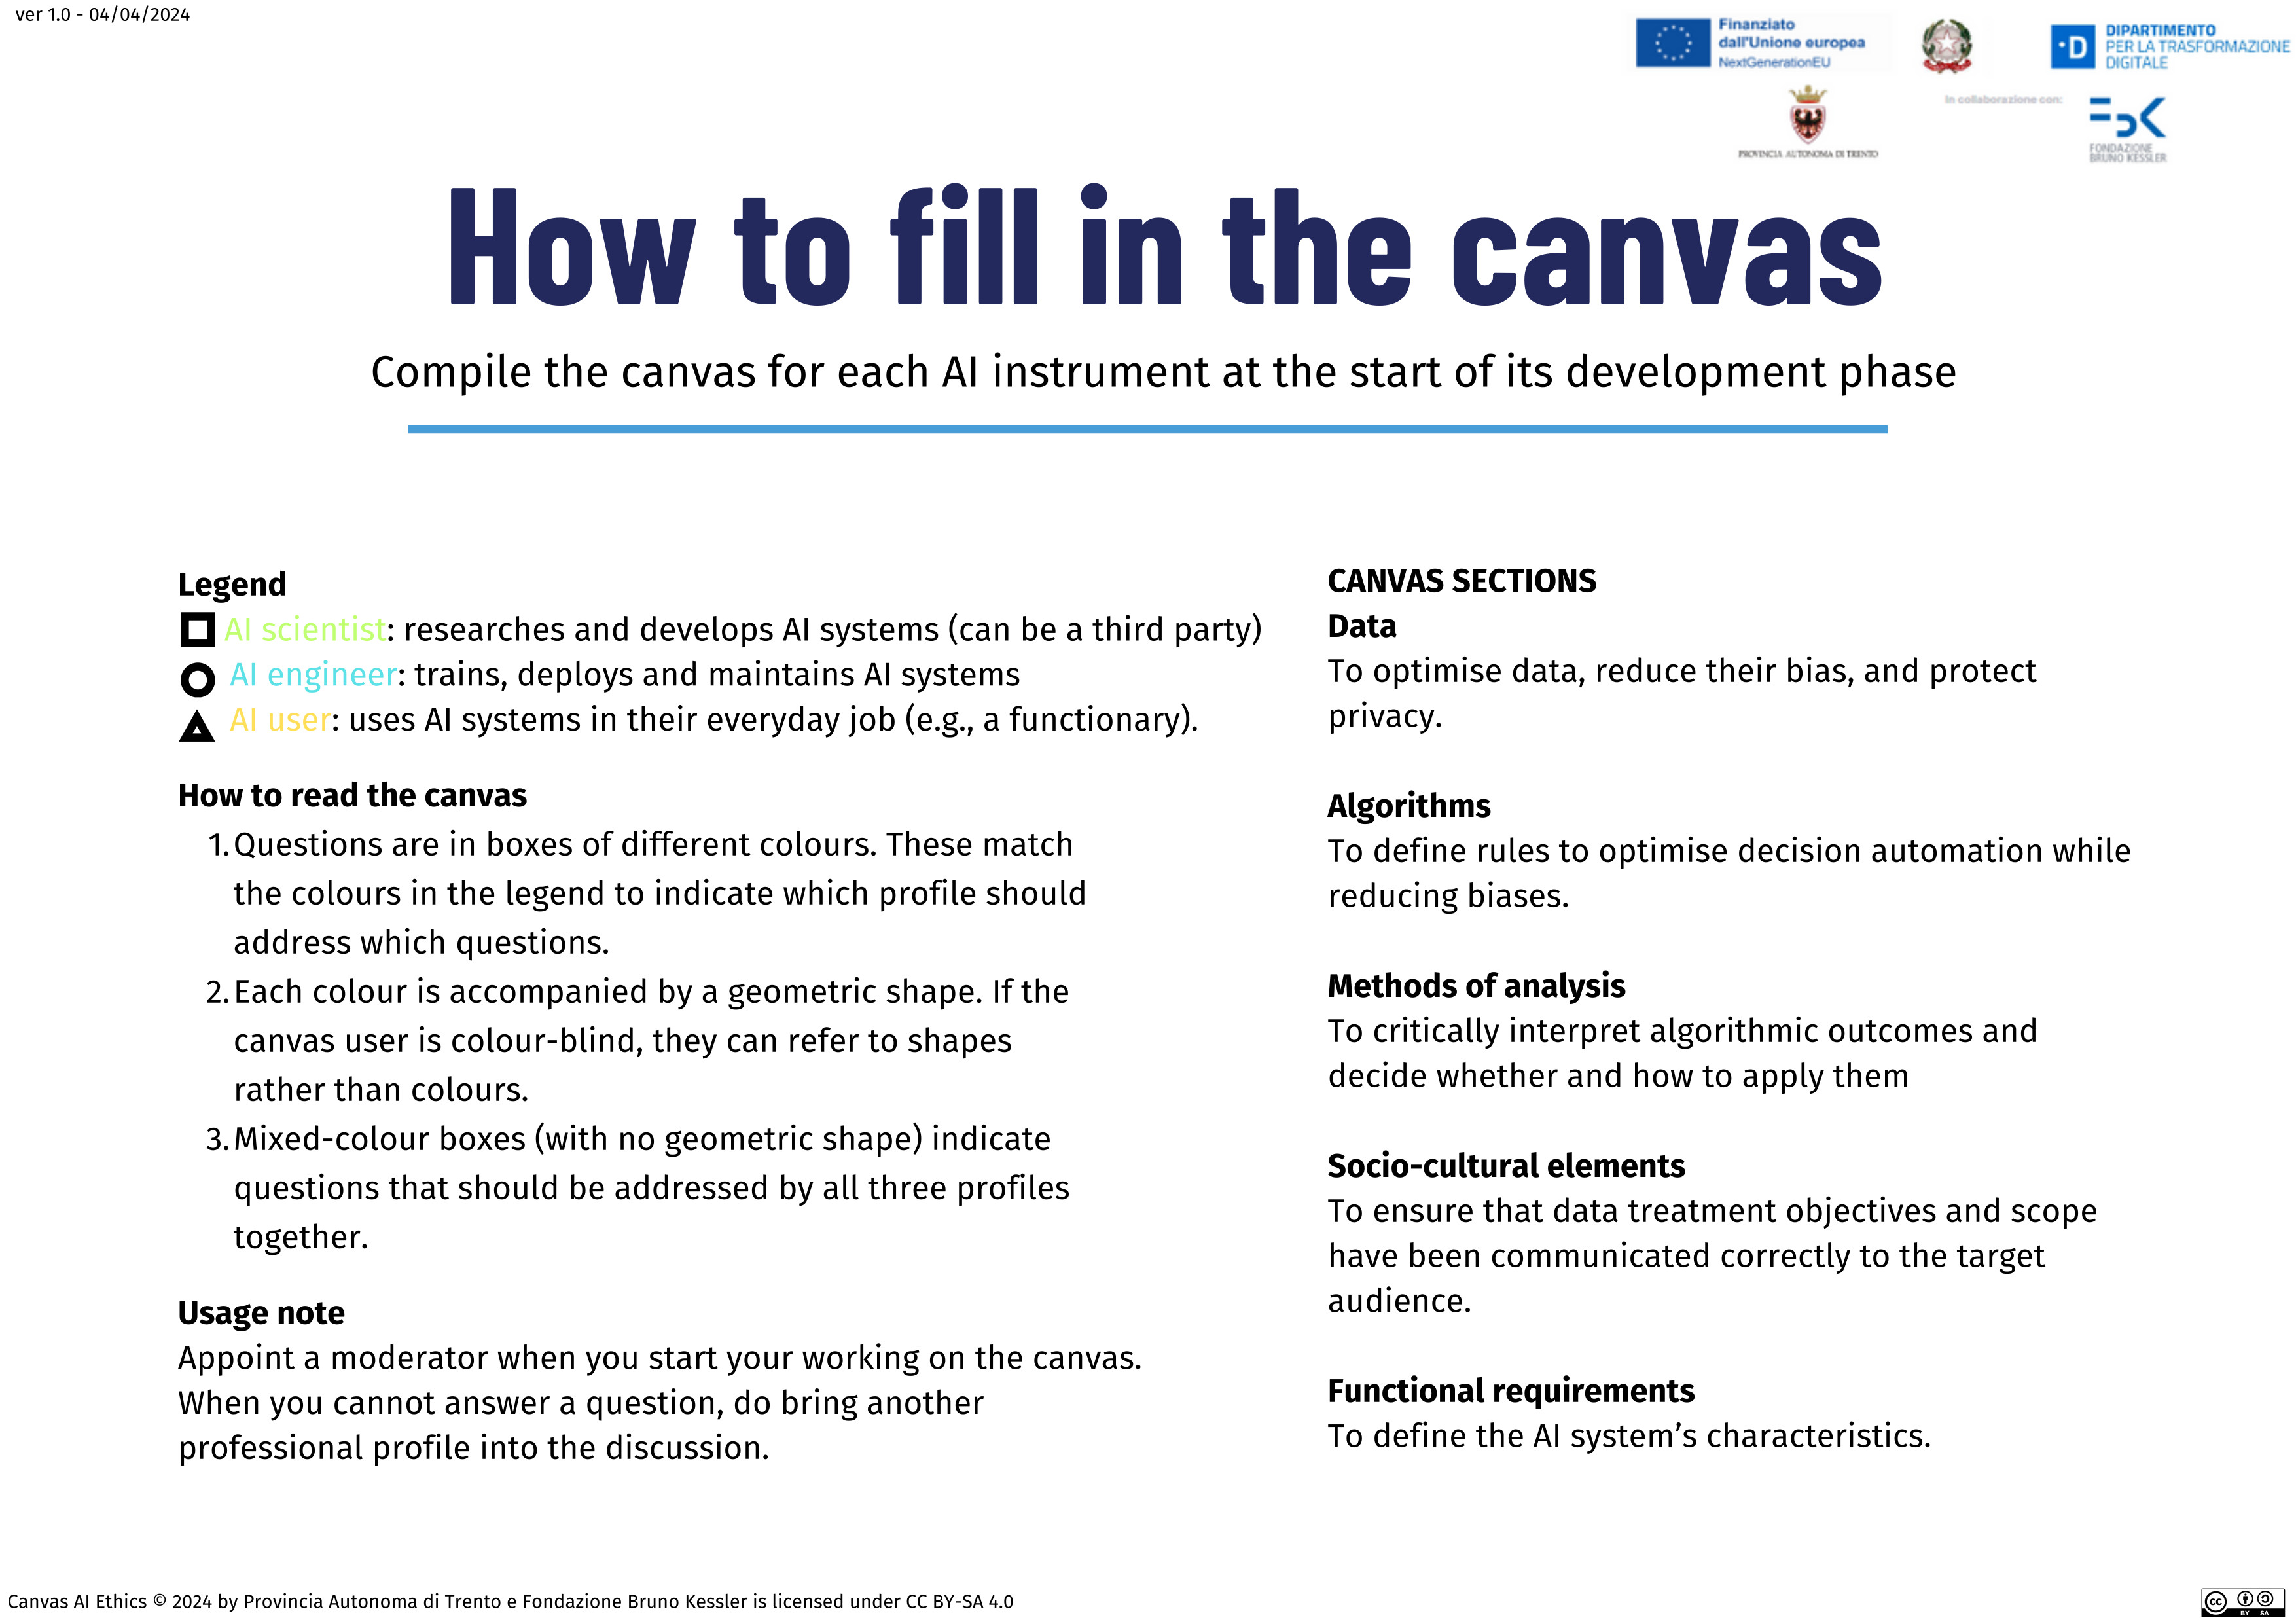 ver 1.0 - 04/04/2024
Finanziato
dall'Unione europea
NextGenerationEU
DIPARTIMENTO
PER LA TRASFORMAZIONE
DIGITALE
PROVINCIA AUTONOMA DI TRENTO
In collaborazione con:
FONDAZIONE
BRUNO KESSLER
How to fill in the canvas
Compile the canvas for each AI instrument at the start of its development phase
Legend
AI scientist: researches and develops AI systems (can be a third party)
AI engineer: trains, deploys and maintains AI systems
AI user: uses AI systems in their everyday job (e.g., a functionary).
How to read the canvas
1. Questions are in boxes of different colours. These match
the colours in the legend to indicate which profile should
address which questions.
2. Each colour is accompanied by a geometric shape. If the
canvas user is colour-blind, they can refer to shapes
rather than colours.
3. Mixed-colour boxes (with no geometric shape) indicate
questions that should be addressed by all three profiles
together.
Usage note
Appoint a moderator when you start your working on the canvas.
When you cannot answer a question, do bring another
professional profile into the discussion.
CANVAS SECTIONS
Data
To optimise data, reduce their bias, and protect
privacy.
Algorithms
To define rules to optimise decision automation while
reducing biases.
Methods of analysis
To critically interpret algorithmic outcomes and
decide whether and how to apply them
Socio-cultural elements
To ensure that data treatment objectives and scope
have been communicated correctly to the target
audience.
Functional requirements
To define the AI system's characteristics.
Canvas AI Ethics © 2024 by Provincia Autonoma di Trento e Fondazione Bruno Kessler is licensed under CC BY-SA 4.0
cc
BY SA